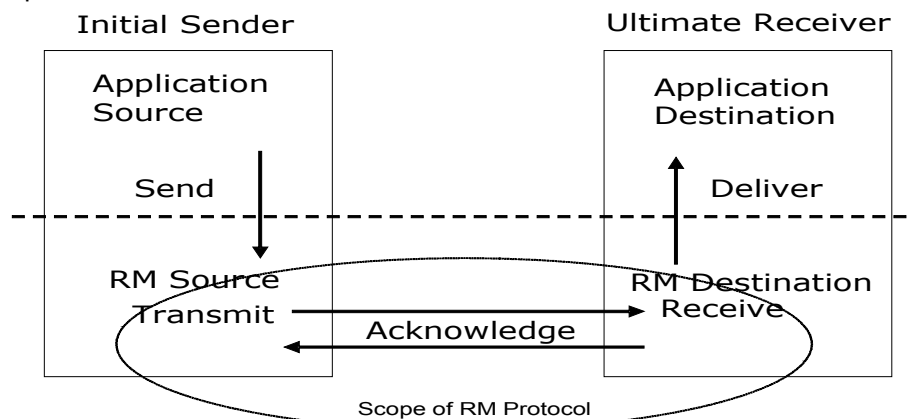 Initial Sender
Ultimate Receiver
Application
Source
Application
Destination
Send
Deliver
RM Source
Transmit
RM Destination
Receive
Acknowledge
Scope of RM Protocol